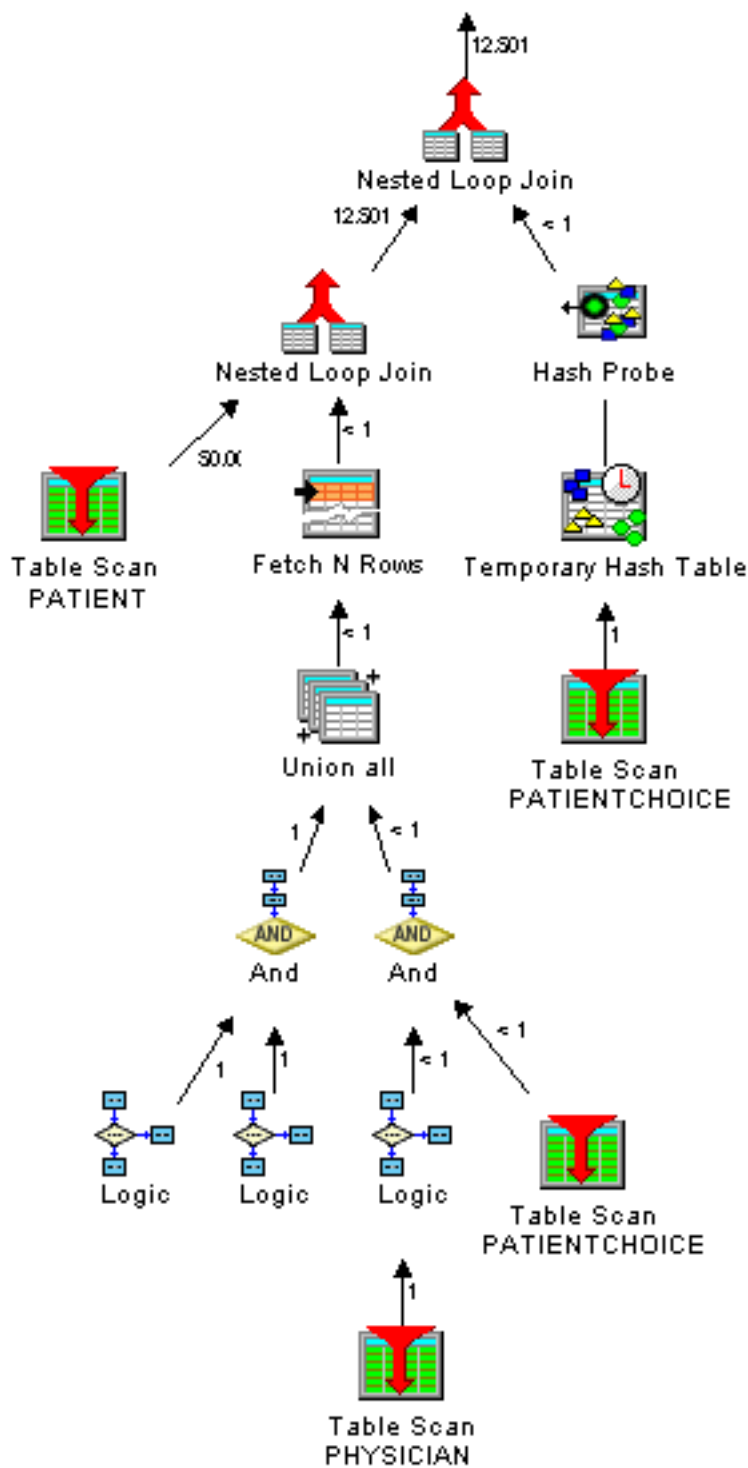 12.501
Nested Loop Join
12.501
< 1
Nested Loop Join
Hash Probe
< 1
Table Scan
PATIENT
Fetch N Rows
Temporary Hash Table
< 1
1
Union all
Table Scan
PATIENTCHOICE
1
< 1
AND
AND
And
And
1
1
< 1
< 1
Logic
Logic
Logic
Table Scan
PATIENTCHOICE
1
Table Scan
PHYSICIAN